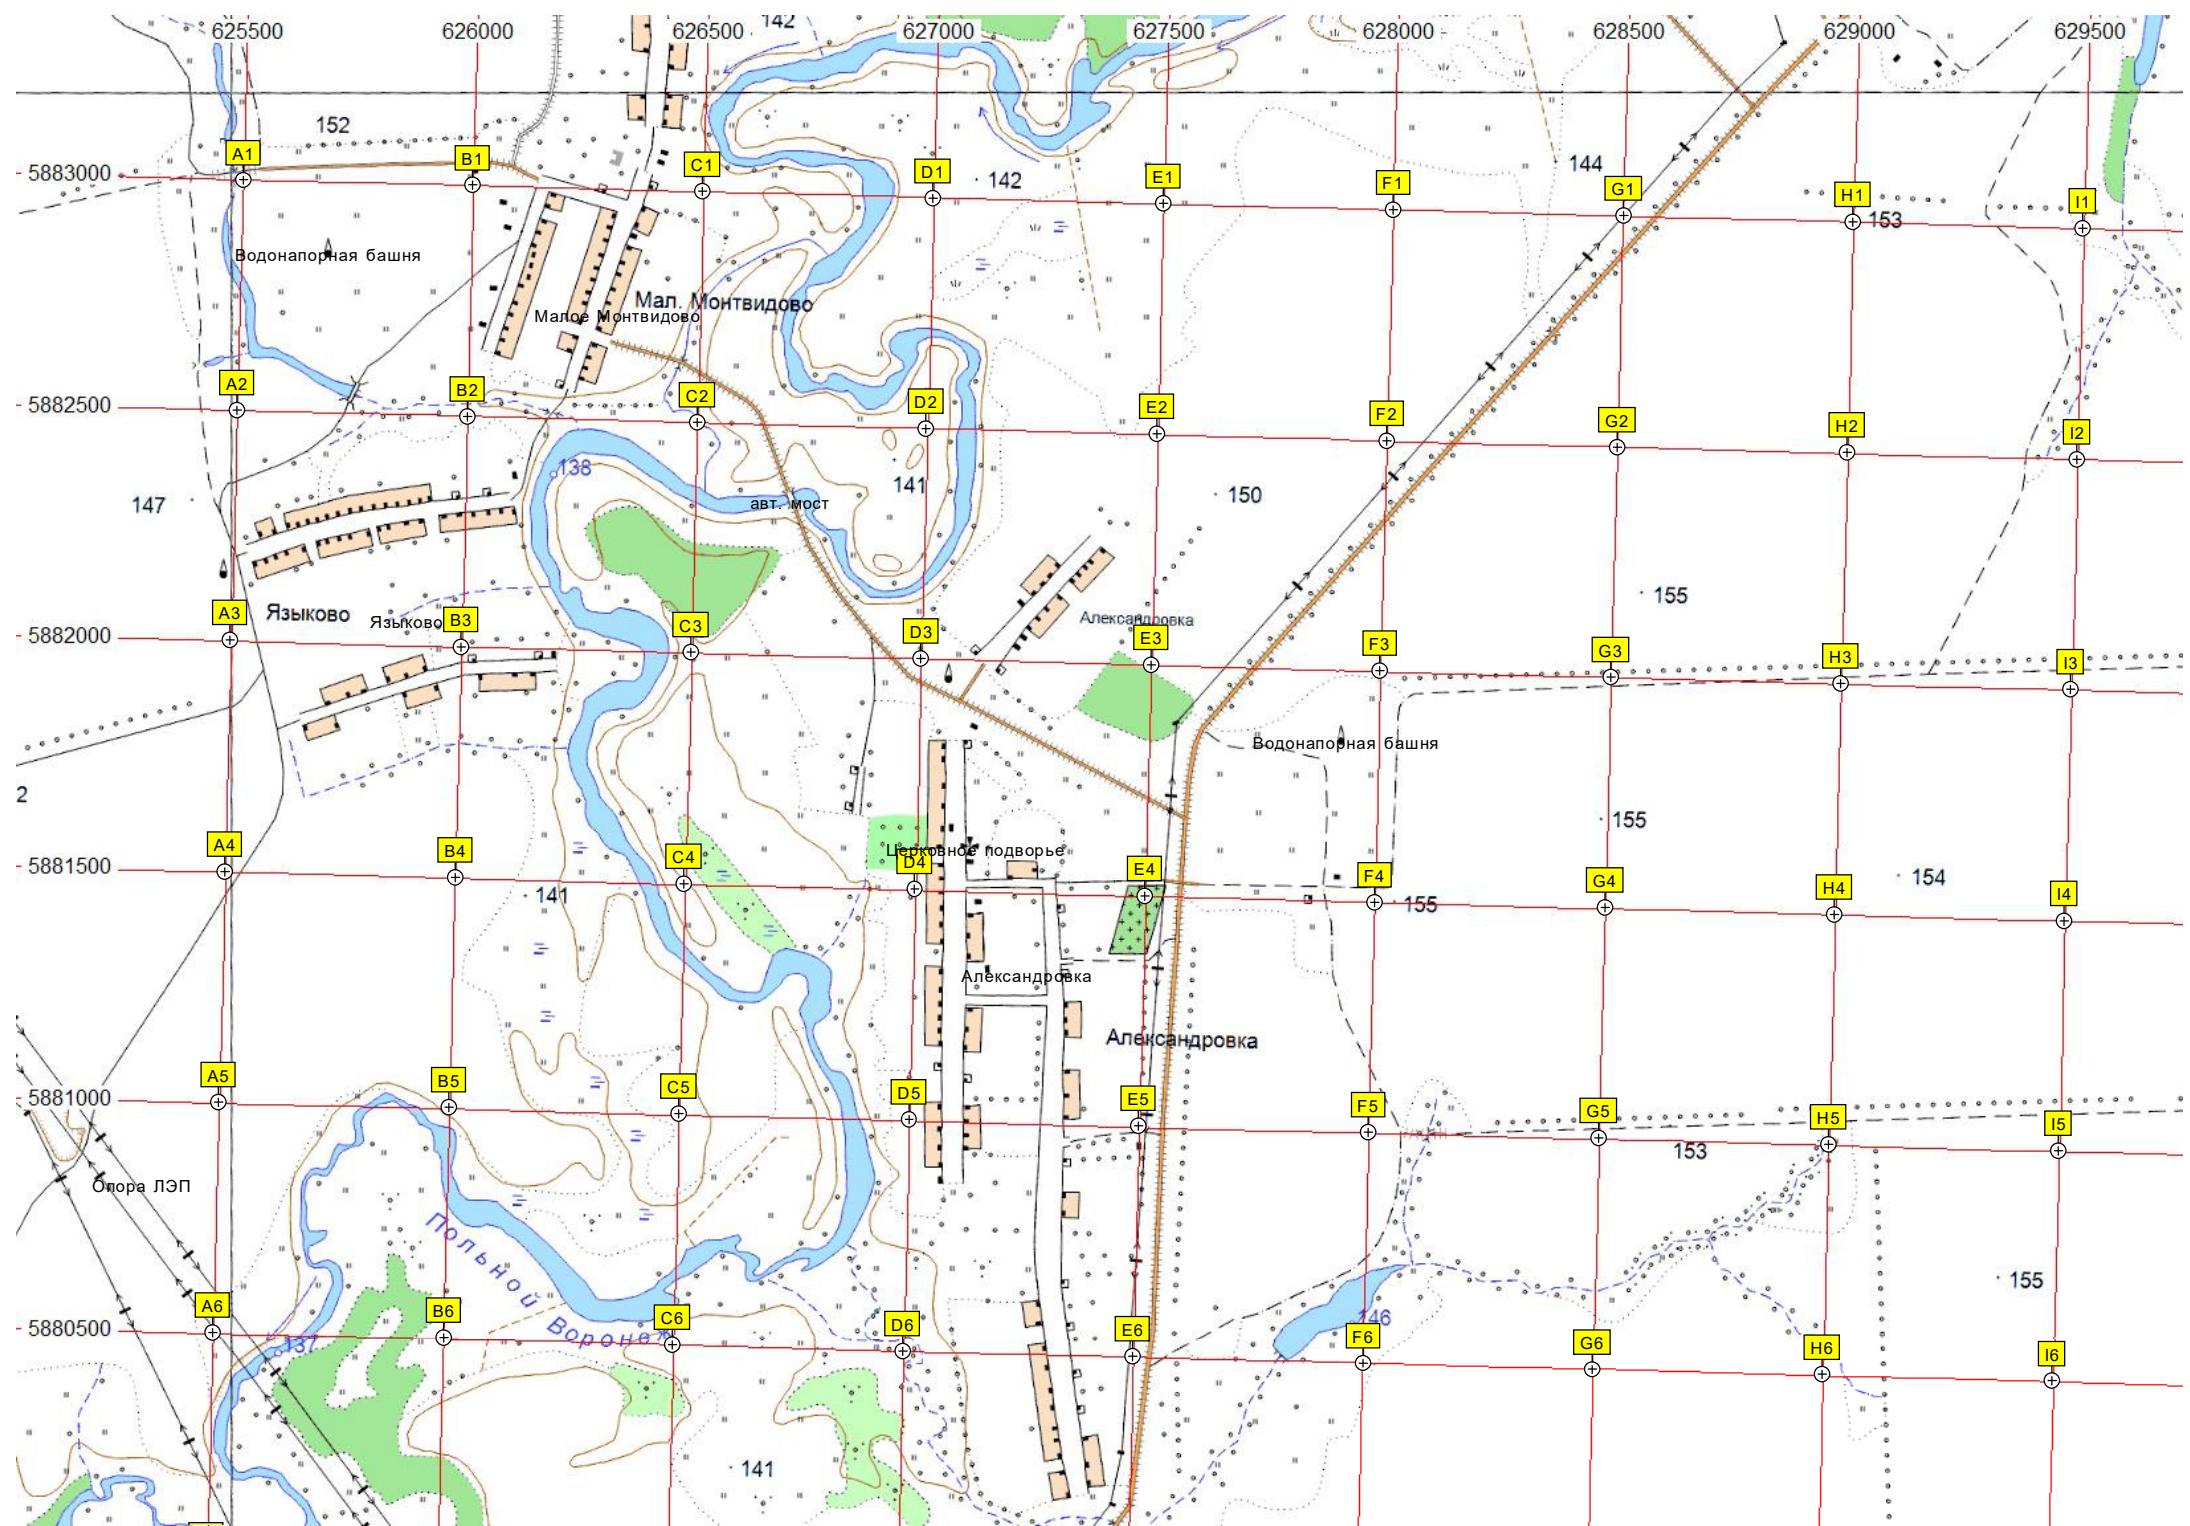 142
625500 626000 626500 627000 627500 628000 628500 629000 629500
152
144
142
5883000
A1 B1 C1 D1 E1 F1 G1 H1 I1
153
Водонапорная башня
Мал. Монтвидово
Малое Монтвидово
5882500
A2 B2 C2 D2 E2 F2 G2 H2 I2
138
141
150
147
авт. мост
155
Языково
Языково
Александровка
5882000
A3 B3 C3 D3 E3 F3 G3 H3 I3
Водонапорная башня
2
155
Церковное подворье
5881500
A4 B4 C4 D4 E4 F4 G4 H4 I4
154
141
155
Александровка
Александровка
5881000
A5 B5 C5 D5 E5 F5 G5 H5 I5
153
Опора ЛЭП
Польной Воронеж
155
146
5880500
A6 B6 C6 D6 E6 F6 G6 H6 I6
137
141